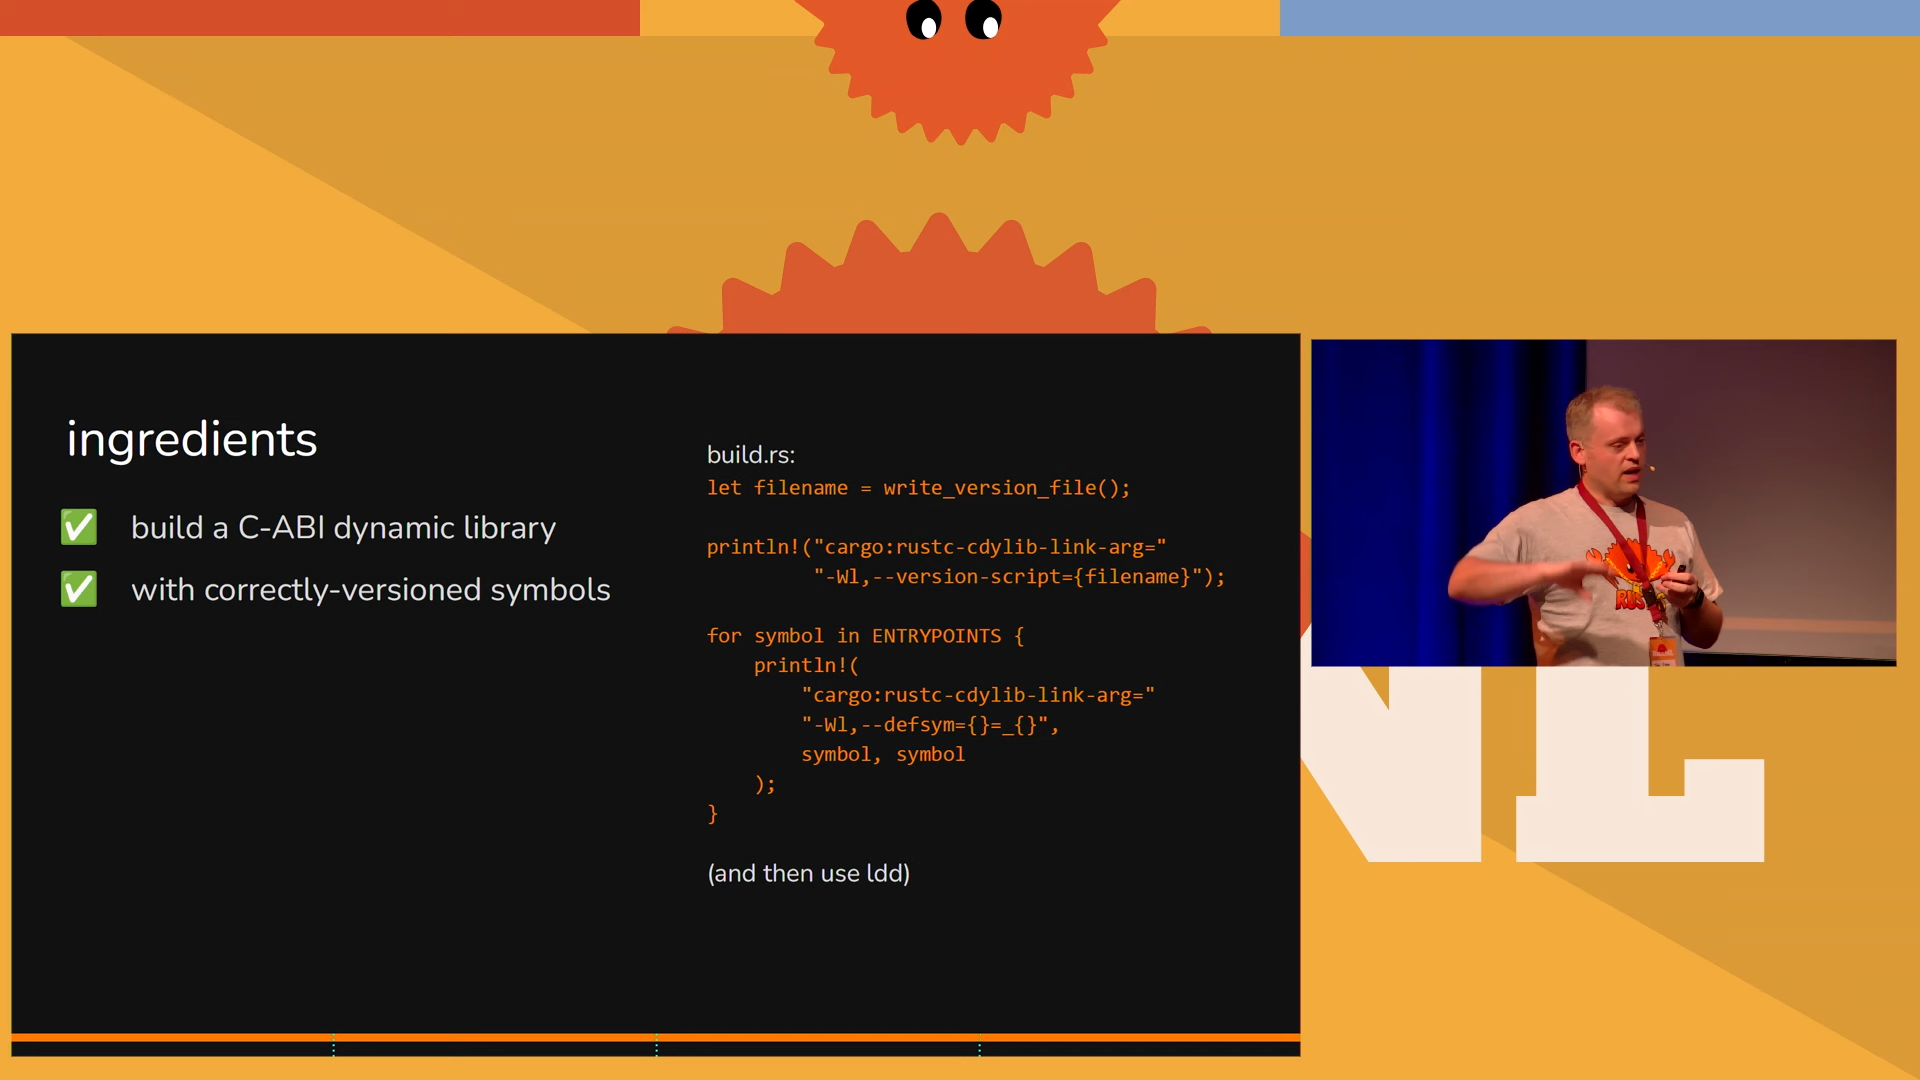 ingredients
✅ build a C-ABI dynamic library
✅ with correctly-versioned symbols
build.rs:
let filename = write_version_file();
println!("cargo:rustc-cdylib-link-arg="
"-Wl,--version-script={filename}");
for symbol in ENTRYPOINTS {
println!(
"cargo:rustc-cdylib-link-arg="
"-Wl,--defsym={}=_{}",
symbol, symbol
);
}
(and then use ldd)
NL